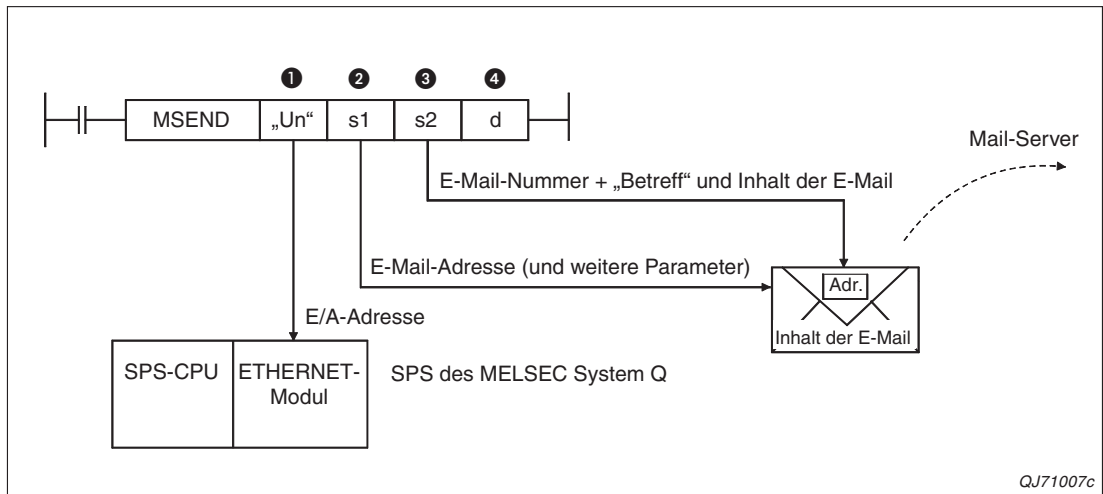 ❶ ❷ ❸ ❹
MSEND „Un“ s1 s2 d
Mail-Server
E-Mail-Nummer + „Betreff“ und Inhalt der E-Mail
E-Mail-Adresse (und weitere Parameter)
Adr.
Inhalt der E-Mail
E/A-Adresse
SPS-CPU
ETHERNET-
Modul
SPS des MELSEC System Q
QJ71007c